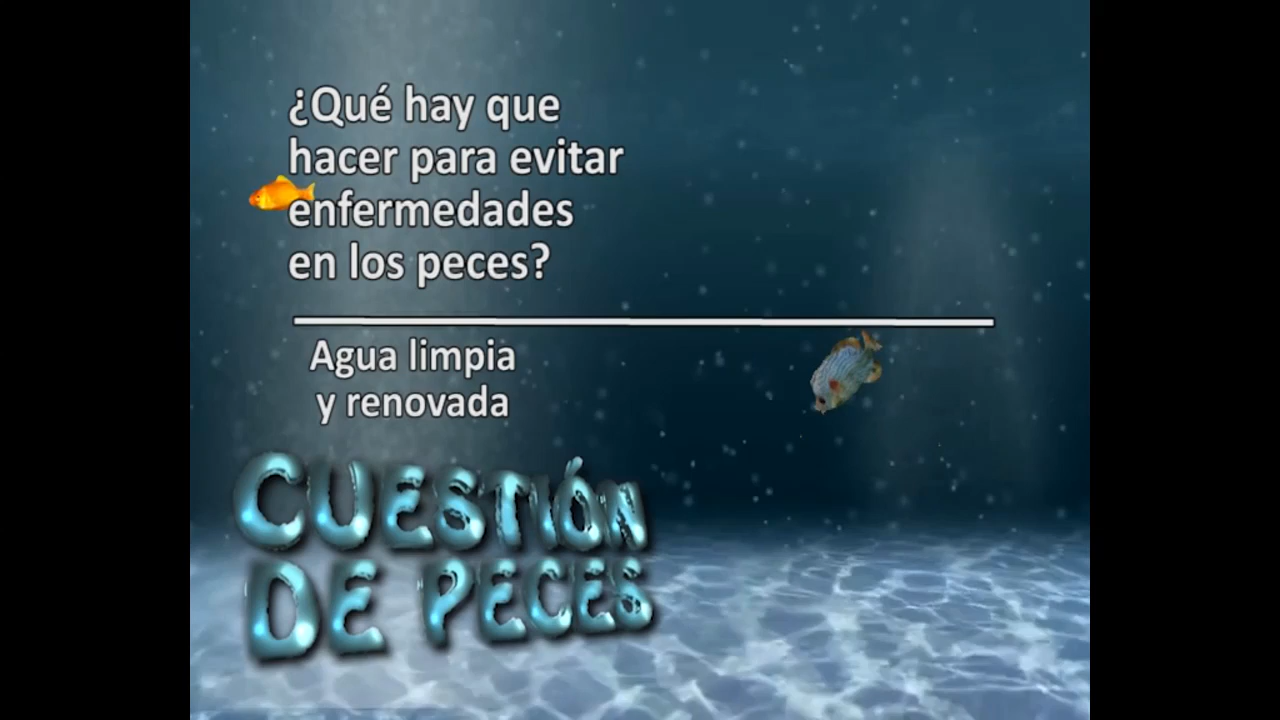 ¿Qué hay que
hacer para evitar
enfermedades
en los peces?
Agua limpia
y renovada
CUESTIÓN
DE PECES